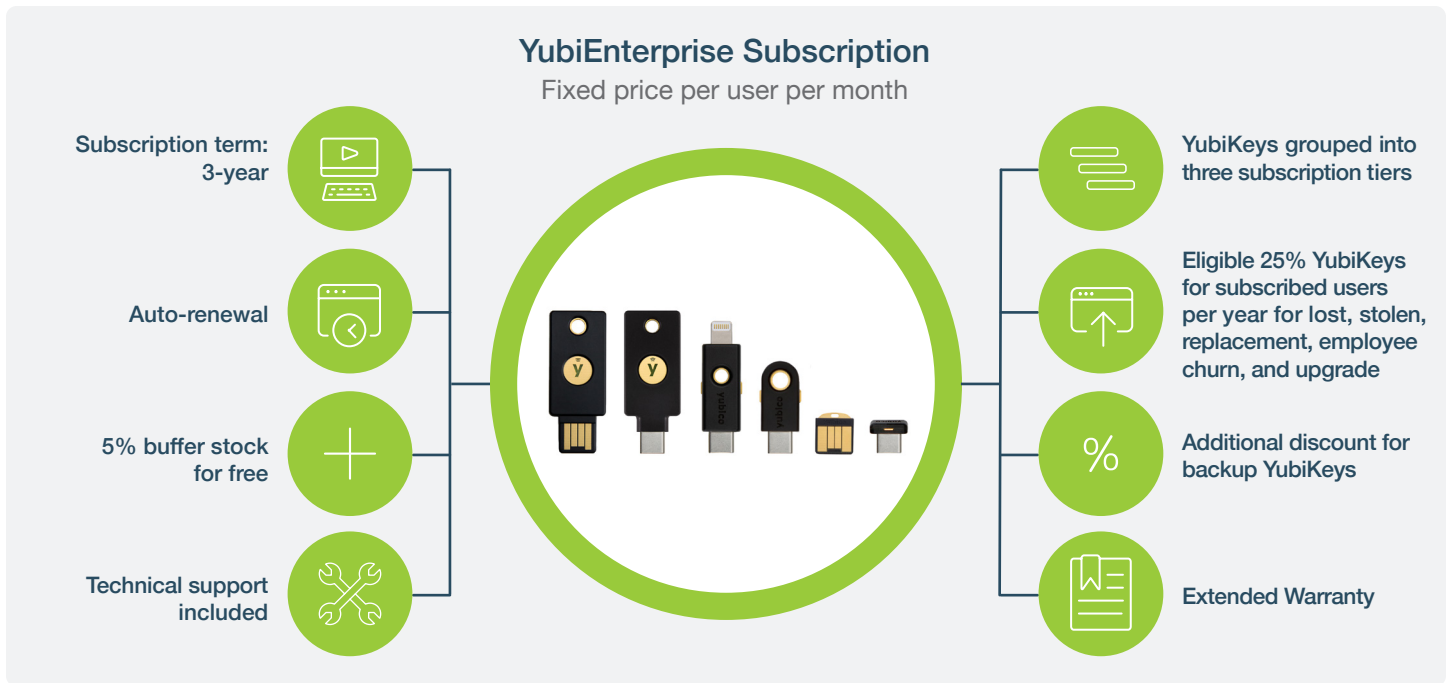 YubiEnterprise Subscription
Fixed price per user per month
Subscription term:
3-year
Auto-renewal
5% buffer stock
for free
Technical support
included
y
y
yubico
yubico
YubiKeys grouped into
three subscription tiers
Eligible 25% YubiKeys
for subscribed users
per year for lost, stolen,
replacement, employee
churn, and upgrade
%
Additional discount for
backup YubiKeys
Extended Warranty